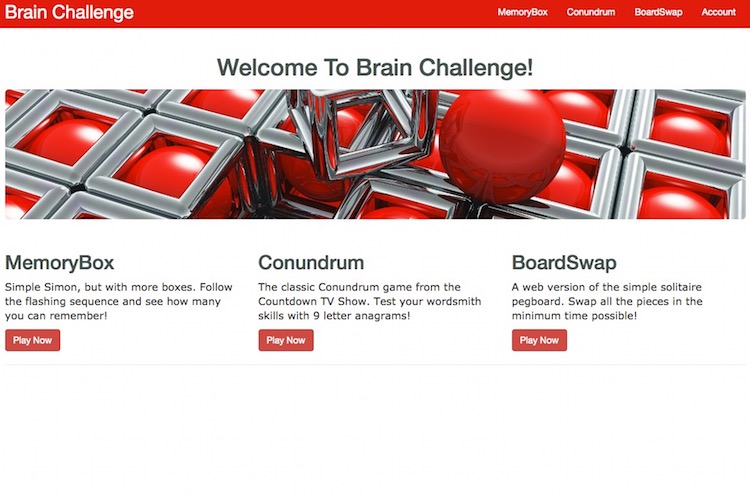 Brain Challenge
MemoryBox Conundrum BoardSwap Account
Welcome To Brain Challenge!
MemoryBox
Simple Simon, but with more boxes. Follow
the flashing sequence and see how many
you can remember!
Play Now
Conundrum
The classic Conundrum game from the
Countdown TV Show. Test your wordsmith
skills with 9 letter anagrams!
Play Now
BoardSwap
A web version of the simple solitaire
pegboard. Swap all the pieces in the
minimum time possible!
Play Now